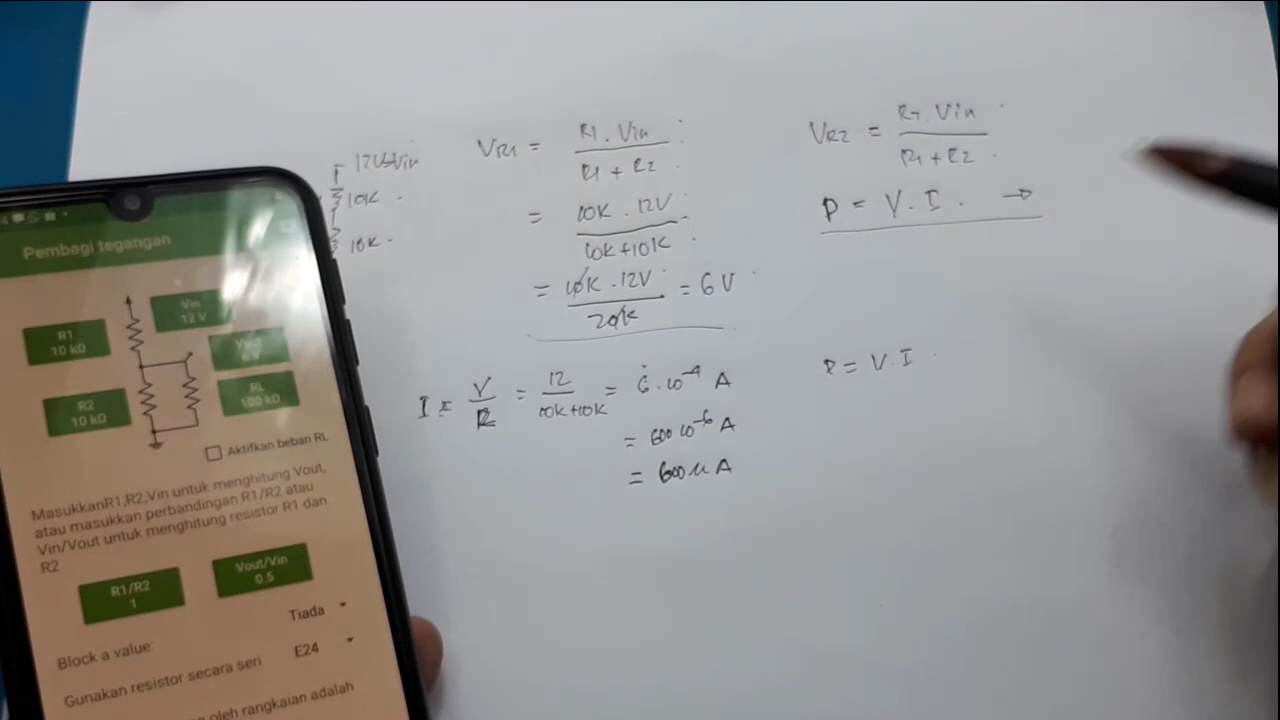 Pembagi tegangan
Vin
12 V
R1
10 kΩ
Vout
6 V
RL
100 kΩ
R2
10 kΩ
Aktifkan beban RL
MasukkanR1,R2,Vin untuk menghitung Vout,
atau masukkan perbandingan R1/R2 atau
Vin/Vout untuk menghitung resistor R1 dan
R2
R1/R2
1
Vout/Vin
0.5
Tiada
Block a value:
E24
Gunakan resistor secara seri
oleh rangkaian adalah
12V Vin
10K
10K
VR1 = R1 . Vin
R1 + R2
= 10K . 12V
10K+10K
= 10K . 12V = 6V
20K
I = V = 12 = 6.10⁻⁴ A
R 10K+10K
= 600 10⁻⁶ A
= 600 µA
VR2 = R2 . Vin
R1 + R2
P = V . I . →
P = V . I